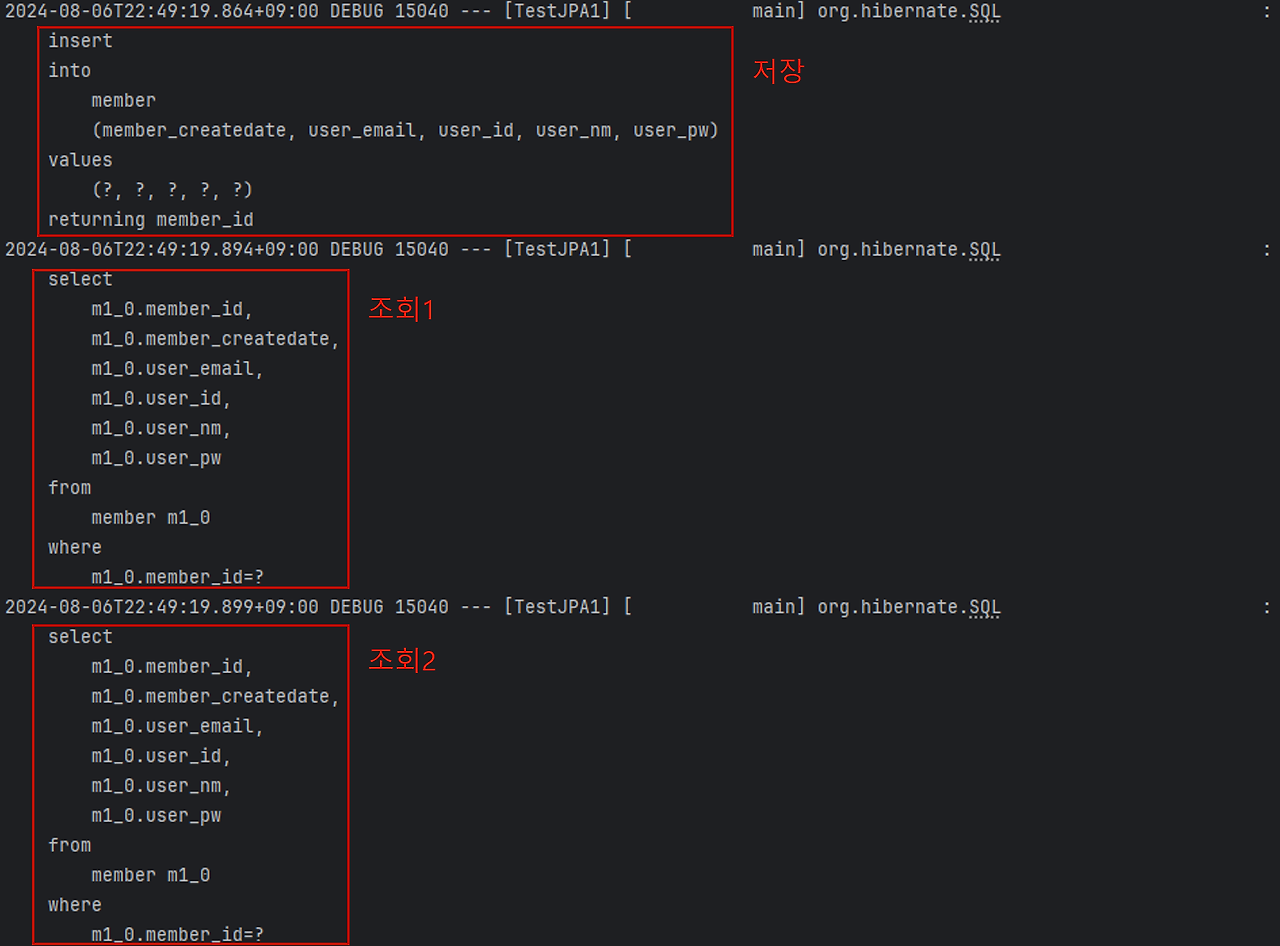 2024-08-06T22:49:19.864+09:00 DEBUG 15040 --- [TestJPA1] [           main] org.hibernate.SQL                        :
insert
into
member
(member_createdate, user_email, user_id, user_nm, user_pw)
values
(?, ?, ?, ?, ?)
returning member_id
저장
2024-08-06T22:49:19.894+09:00 DEBUG 15040 --- [TestJPA1] [           main] org.hibernate.SQL                        :
select
m1_0.member_id,
m1_0.member_createdate,
m1_0.user_email,
m1_0.user_id,
m1_0.user_nm,
m1_0.user_pw
from
member m1_0
where
m1_0.member_id=?
조회1
2024-08-06T22:49:19.899+09:00 DEBUG 15040 --- [TestJPA1] [           main] org.hibernate.SQL                        :
select
m1_0.member_id,
m1_0.member_createdate,
m1_0.user_email,
m1_0.user_id,
m1_0.user_nm,
m1_0.user_pw
from
member m1_0
where
m1_0.member_id=?
조회2